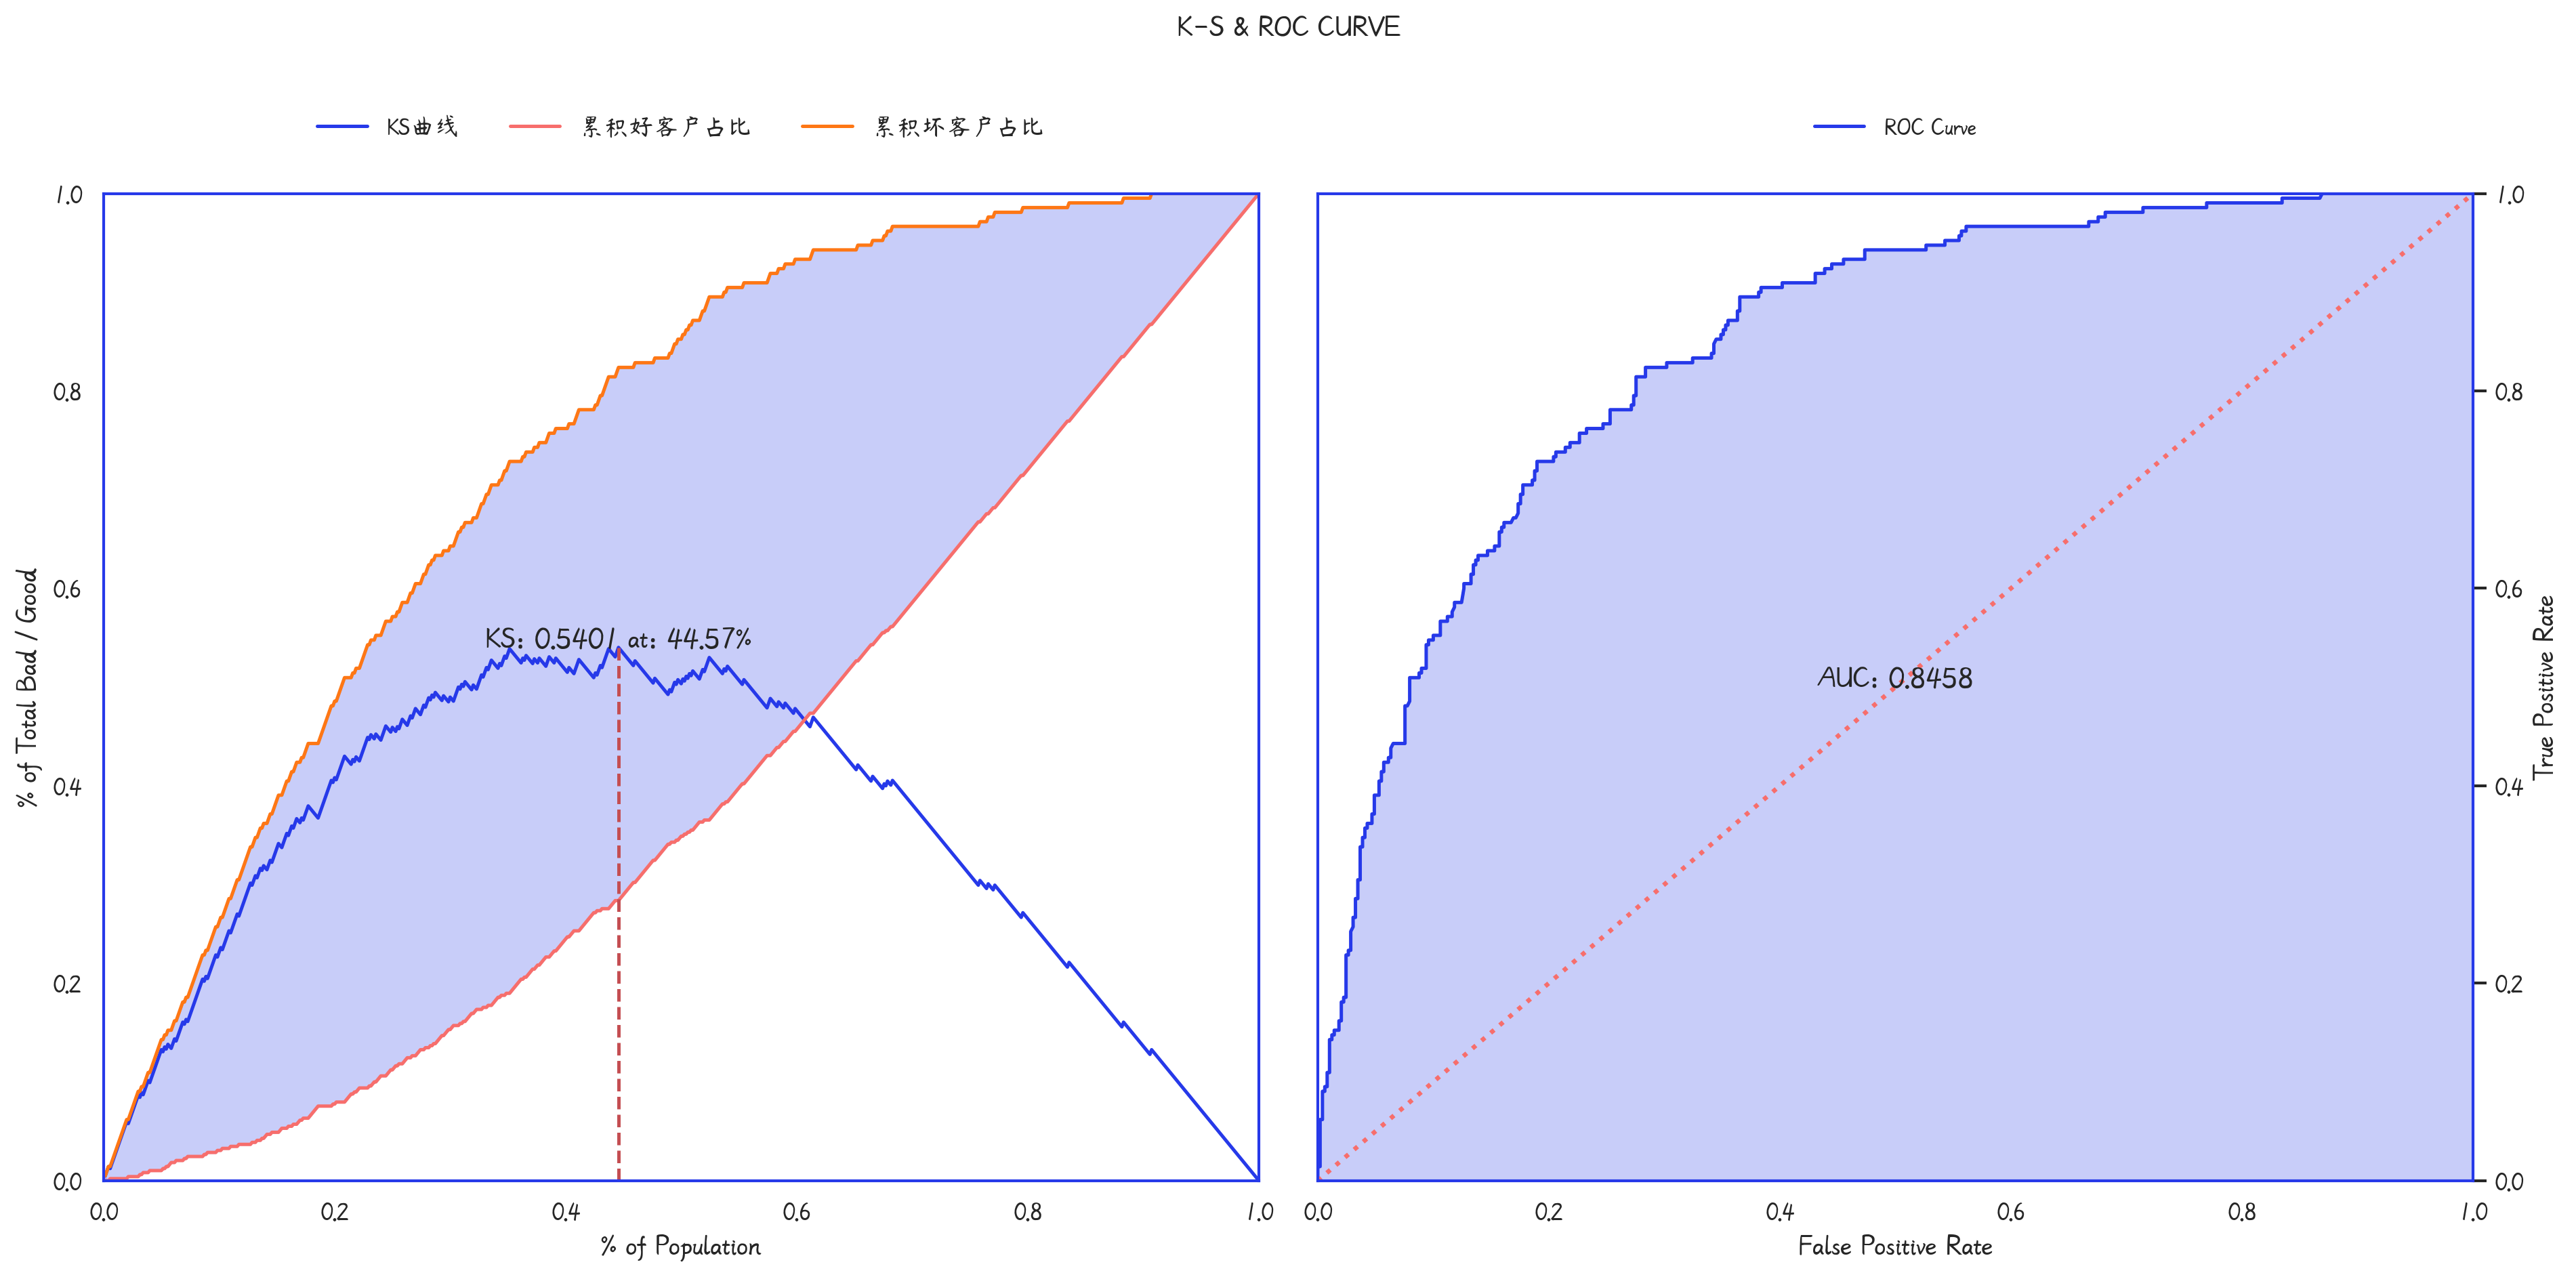 K-S & ROC CURVE
KS曲线 累积好客户占比 累积坏客户占比
ROC Curve
1.0
0.8
0.6
0.4
0.2
0.0
% of Total Bad / Good
KS: 0.5401 at: 44.57%
0.0 0.2 0.4 0.6 0.8 1.0
% of Population
AUC: 0.8458
0.0 0.2 0.4 0.6 0.8 1.0
False Positive Rate
1.0
0.8
0.6
0.4
0.2
0.0
True Positive Rate